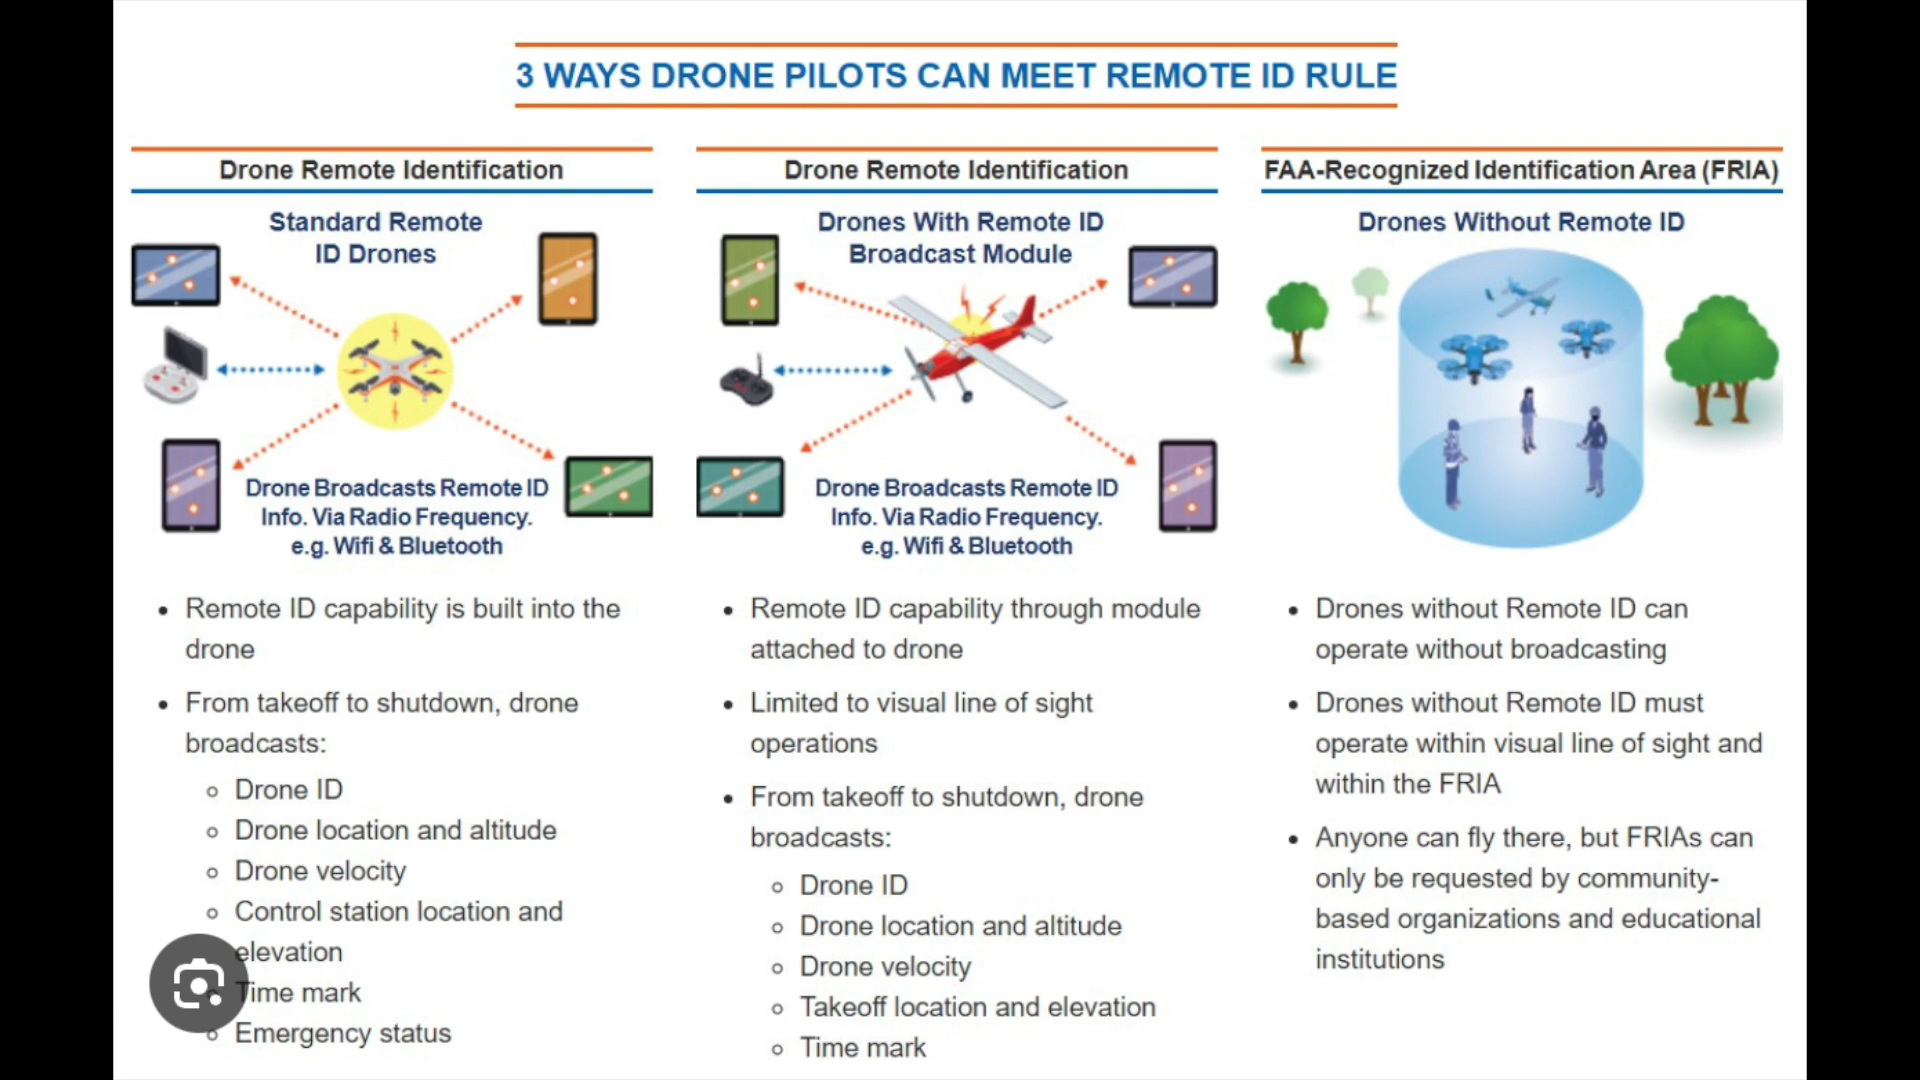 3 WAYS DRONE PILOTS CAN MEET REMOTE ID RULE
Drone Remote Identification
Standard Remote
ID Drones
Drone Broadcasts Remote ID
Info. Via Radio Frequency.
e.g. Wifi & Bluetooth
• Remote ID capability is built into the
drone
• From takeoff to shutdown, drone
broadcasts:
○ Drone ID
○ Drone location and altitude
○ Drone velocity
○ Control station location and
elevation
○ Time mark
○ Emergency status
Drone Remote Identification
Drones With Remote ID
Broadcast Module
Drone Broadcasts Remote ID
Info. Via Radio Frequency.
e.g. Wifi & Bluetooth
• Remote ID capability through module
attached to drone
• Limited to visual line of sight
operations
• From takeoff to shutdown, drone
broadcasts:
○ Drone ID
○ Drone location and altitude
○ Drone velocity
○ Takeoff location and elevation
○ Time mark
FAA-Recognized Identification Area (FRIA)
Drones Without Remote ID
• Drones without Remote ID can
operate without broadcasting
• Drones without Remote ID must
operate within visual line of sight and
within the FRIA
• Anyone can fly there, but FRIAs can
only be requested by community-
based organizations and educational
institutions